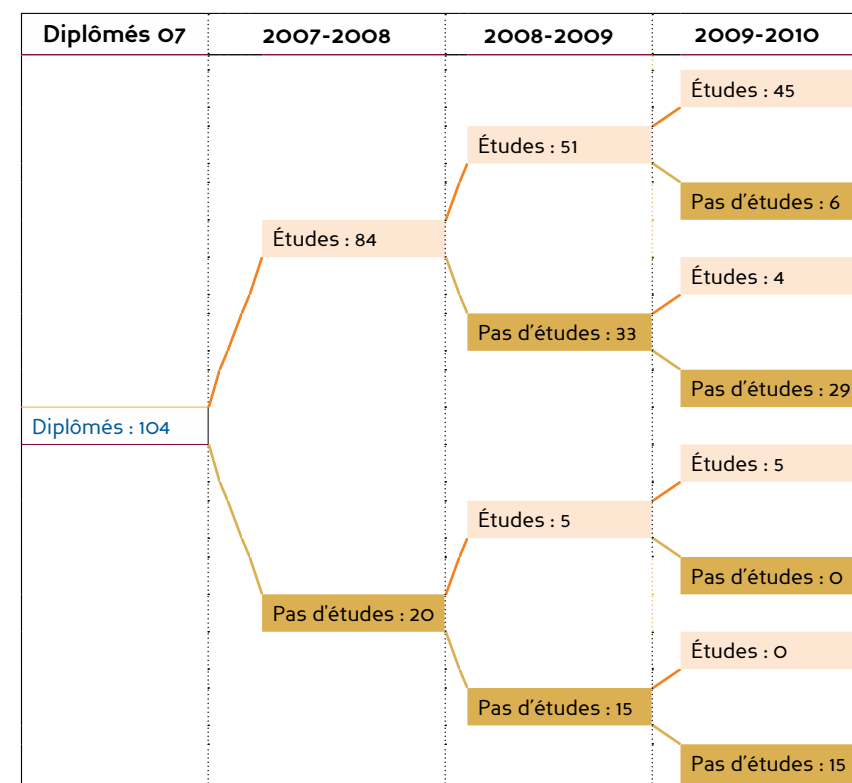 Diplômés 07 2007-2008 2008-2009 2009-2010
Études : 45
Études : 51
Pas d'études : 6
Études : 84
Études : 4
Pas d'études : 33
Pas d'études : 29
Diplômés : 104
Études : 5
Études : 5
Pas d'études : 0
Pas d'études : 20
Études : 0
Pas d'études : 15
Pas d'études : 15